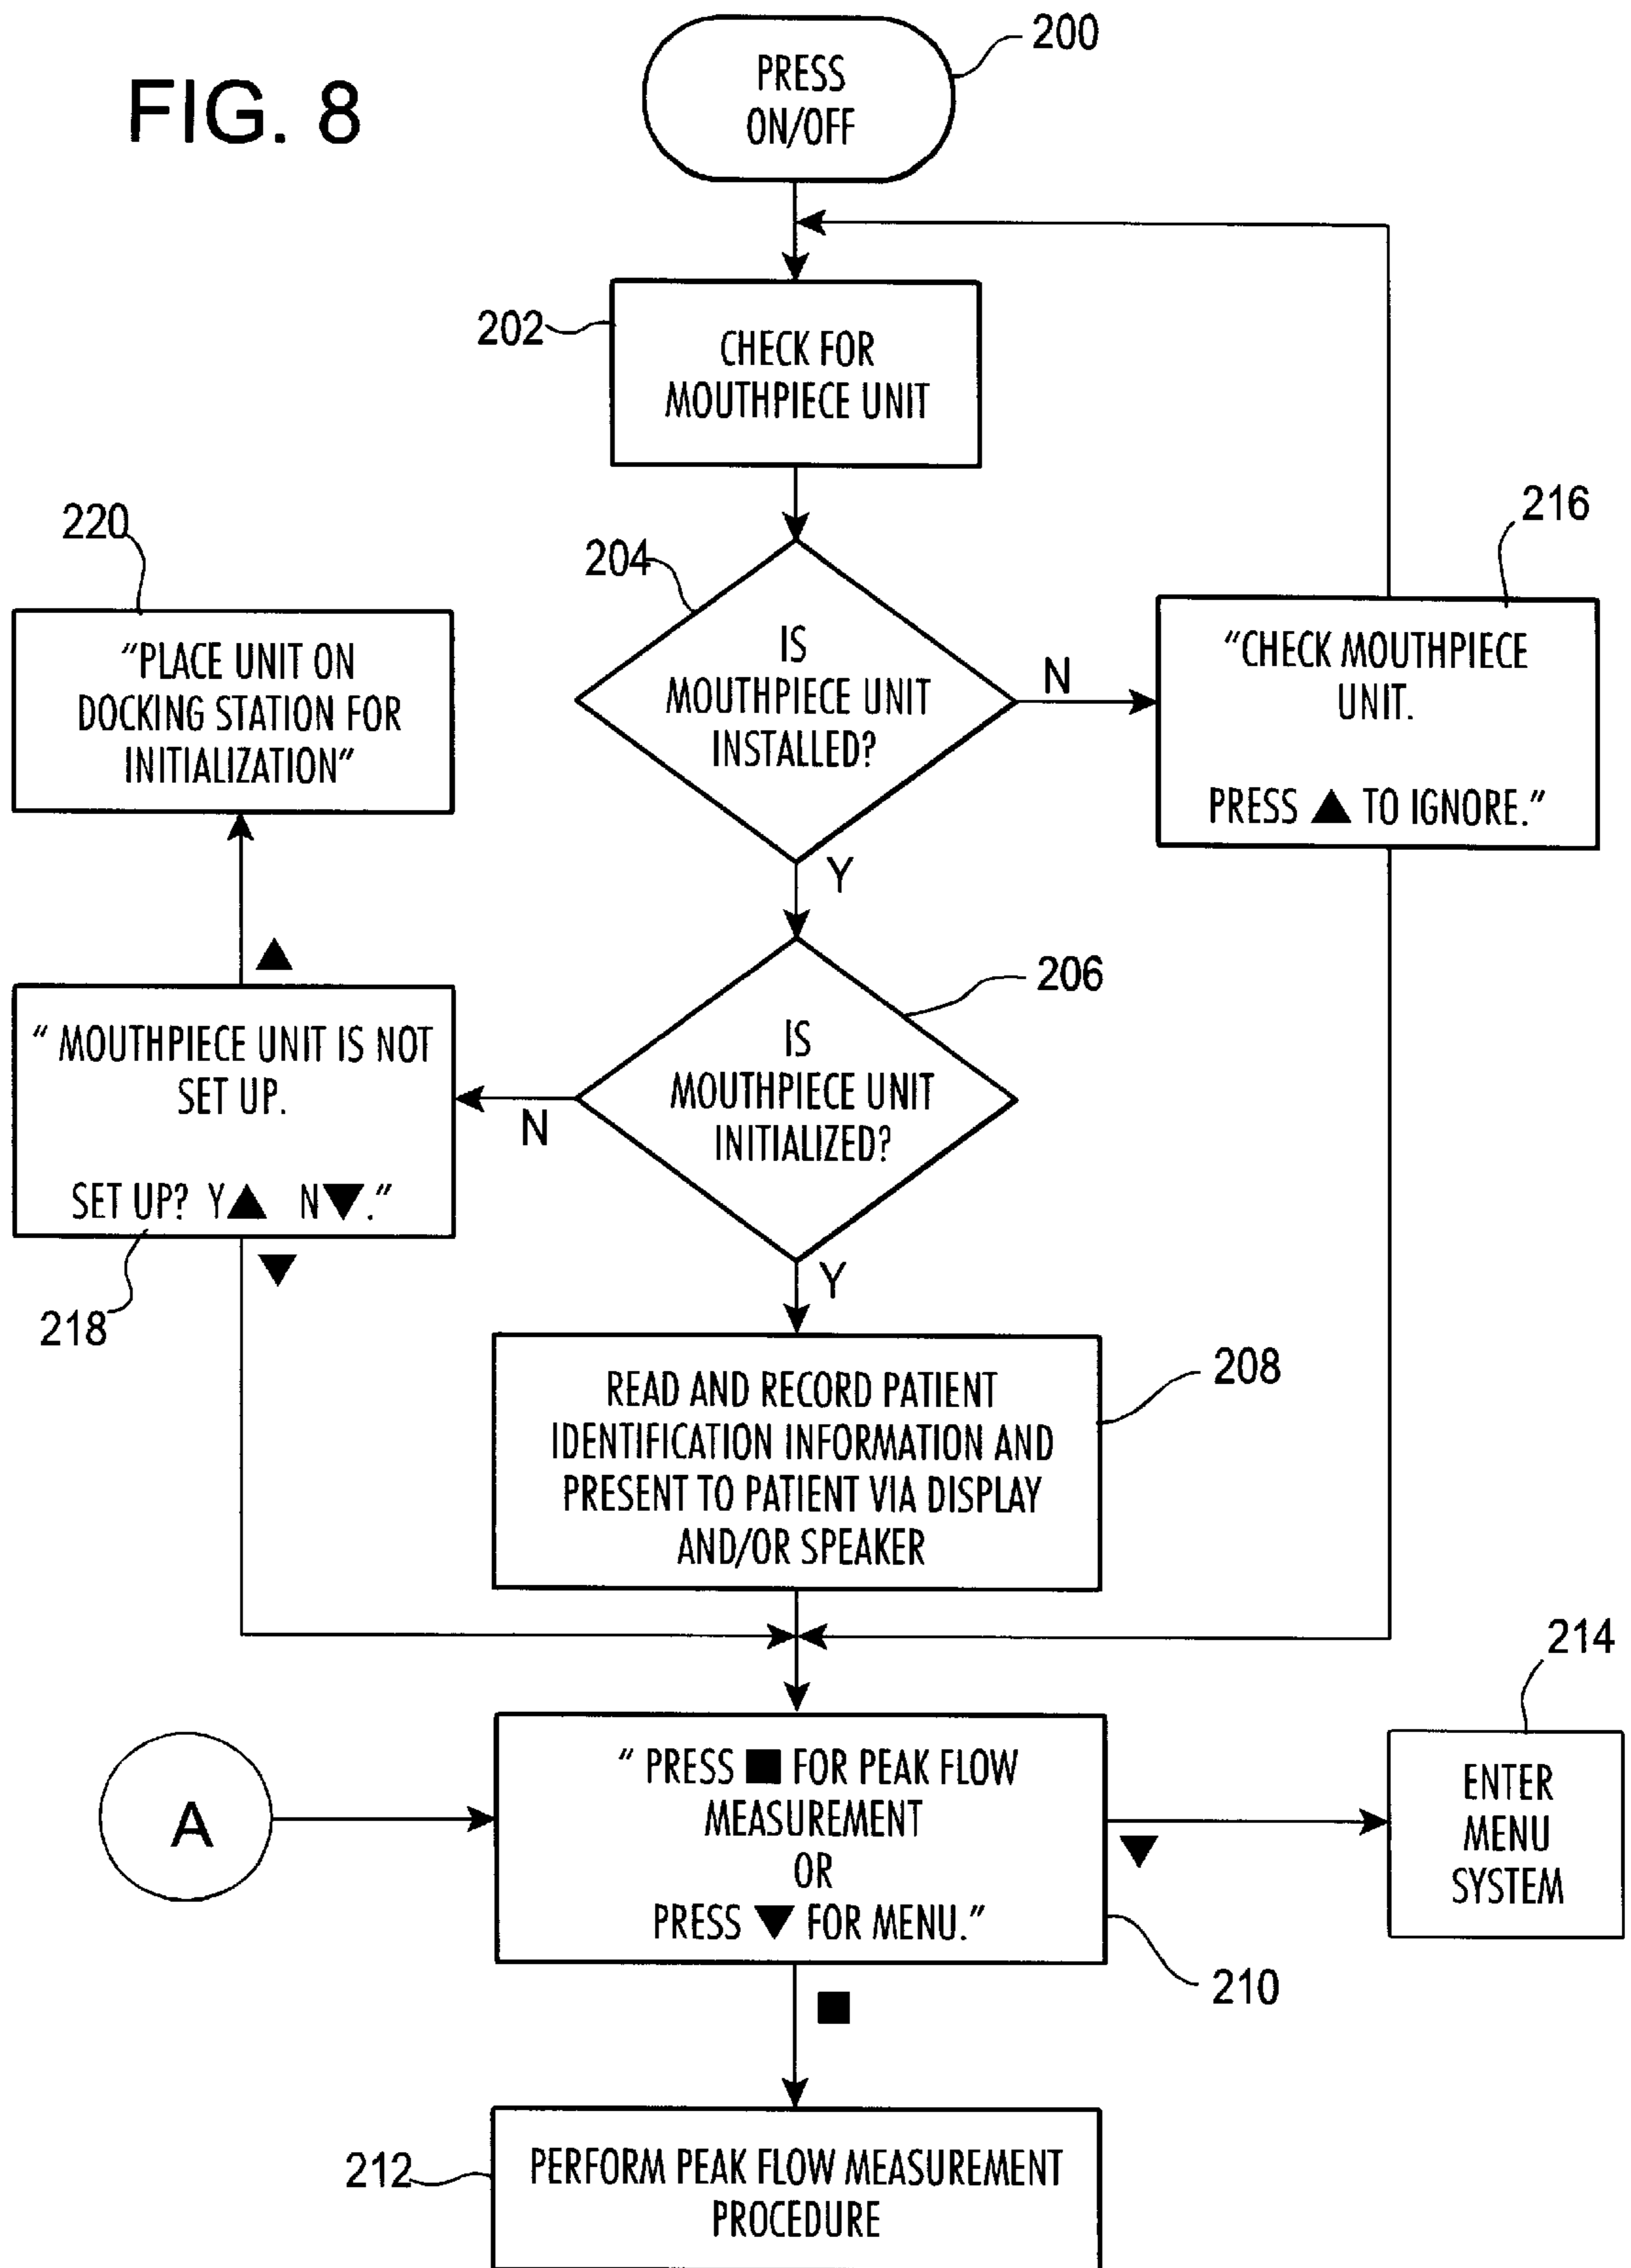 FIG. 8
200
PRESS
ON/OFF
202
CHECK FOR
MOUTHPIECE UNIT
204
IS
MOUTHPIECE UNIT
INSTALLED?
N
Y
216
"CHECK MOUTHPIECE
UNIT.
PRESS ▲ TO IGNORE."
220
"PLACE UNIT ON
DOCKING STATION FOR
INITIALIZATION"
▲
206
IS
MOUTHPIECE UNIT
INITIALIZED?
N
Y
" MOUTHPIECE UNIT IS NOT
SET UP.
SET UP? Y▲ N▼."
▼
218
208
READ AND RECORD PATIENT
IDENTIFICATION INFORMATION AND
PRESENT TO PATIENT VIA DISPLAY
AND/OR SPEAKER
A
" PRESS ■ FOR PEAK FLOW
MEASUREMENT
OR
PRESS ▼ FOR MENU."
210
▼
214
ENTER
MENU
SYSTEM
■
212
PERFORM PEAK FLOW MEASUREMENT
PROCEDURE